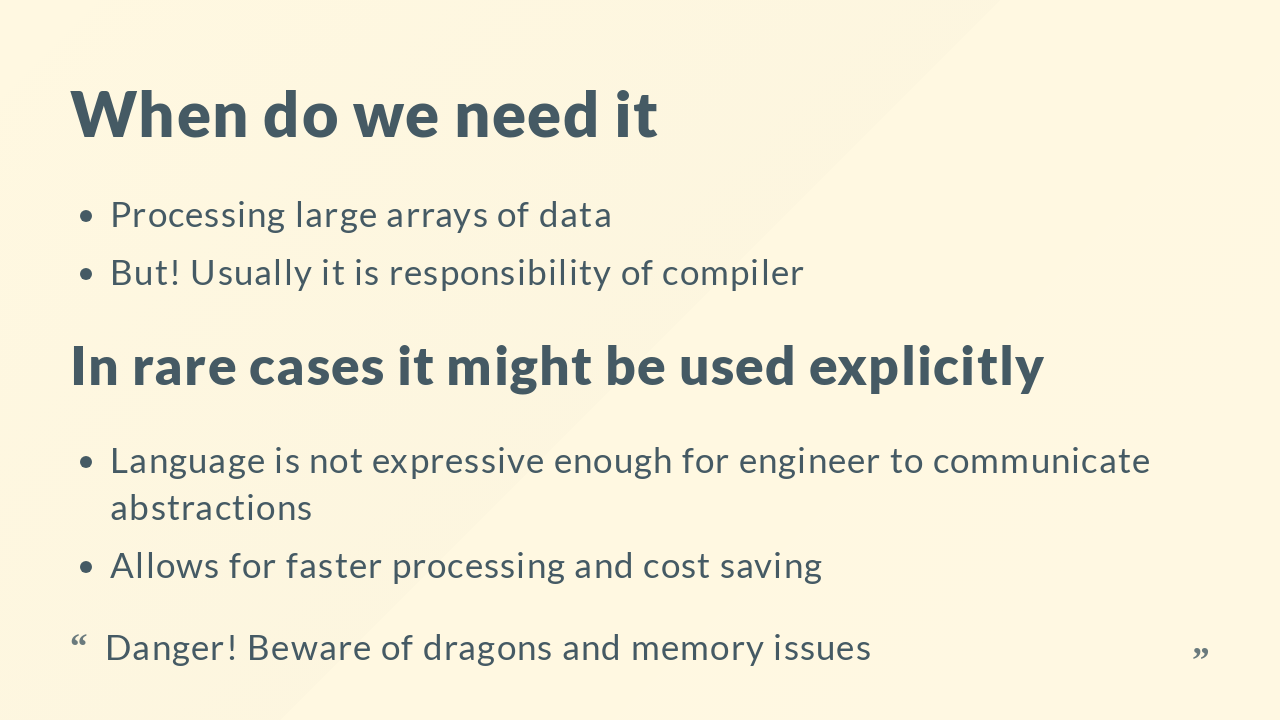 When do we need it
• Processing large arrays of data
• But! Usually it is responsibility of compiler
In rare cases it might be used explicitly
• Language is not expressive enough for engineer to communicate
abstractions
• Allows for faster processing and cost saving
“ Danger! Beware of dragons and memory issues ”